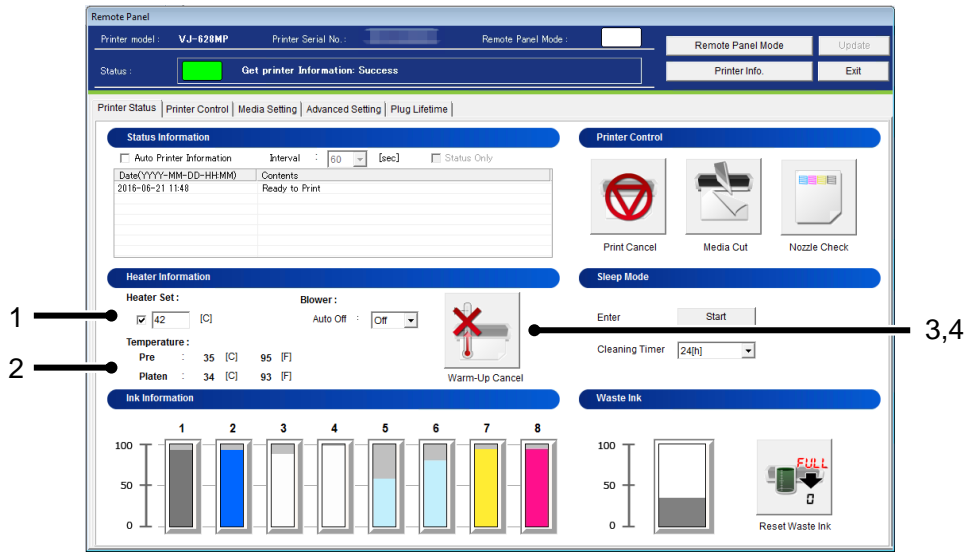 Remote Panel
Printer model : VJ-628MP Printer Serial No. : Remote Panel Mode :
Remote Panel Mode Update
Status : Get printer Information: Success
Printer Info. Exit
Printer Status Printer Control Media Setting Advanced Setting Plug Lifetime
Status Information
Auto Printer Information Interval : 60 [sec] Status Only
Date(YYYY-MM-DD-HH:MM) Contents
2016-06-21 11:48 Ready to Print
Printer Control
Print Cancel Media Cut Nozzle Check
Heater Information
Heater Set :
42 [C]
Blower :
Auto Off : Off
Temperature :
Pre : 35 [C] 95 [F]
Platen : 34 [C] 93 [F]
Warm-Up Cancel
Sleep Mode
Enter Start
Cleaning Timer 24[h]
1
2
3,4
Ink Information
1 2 3 4 5 6 7 8
100
50
0
Waste Ink
100
50
0
FULL
0
Reset Waste Ink